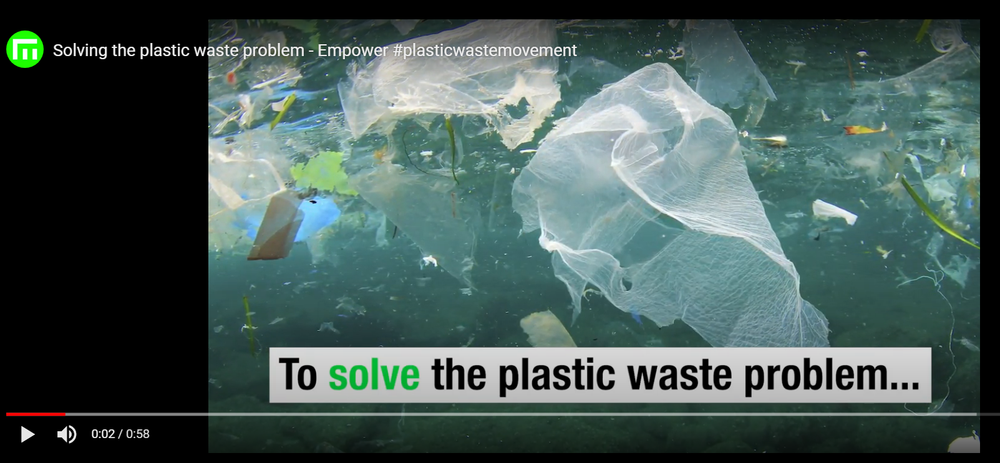 Solving the plastic waste problem - Empower #plasticwastemovement
To solve the plastic waste problem...
0:02 / 0:58